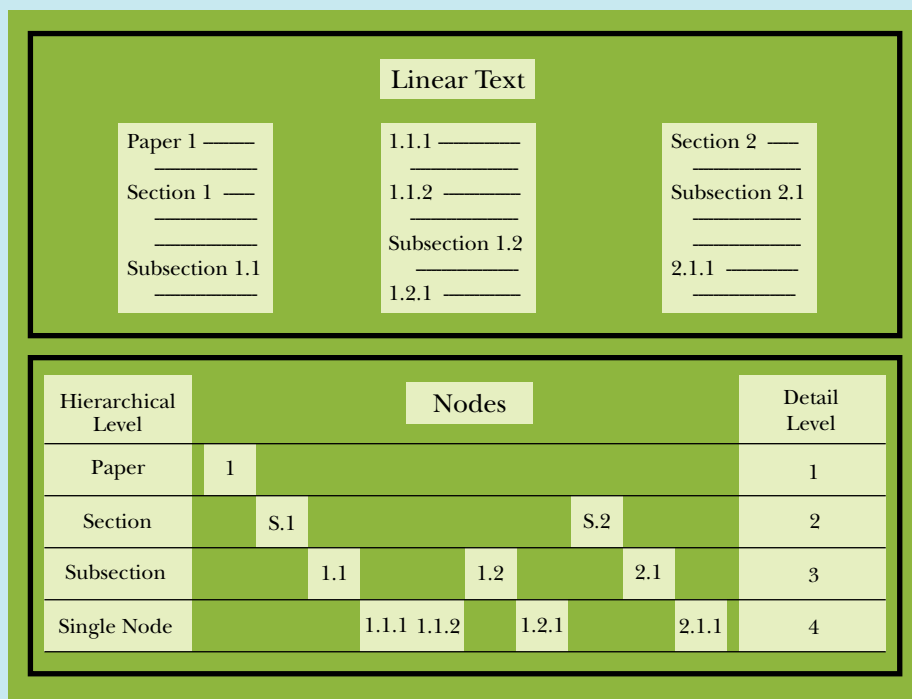 Linear Text
Paper 1
Section 1
Subsection 1.1
1.1.1
1.1.2
Subsection 1.2
1.2.1
Section 2
Subsection 2.1
2.1.1
Hierarchical
Level
Nodes
Detail
Level
Paper 1 1
Section S.1 S.2 2
Subsection 1.1 1.2 2.1 3
Single Node 1.1.1 1.1.2 1.2.1 2.1.1 4